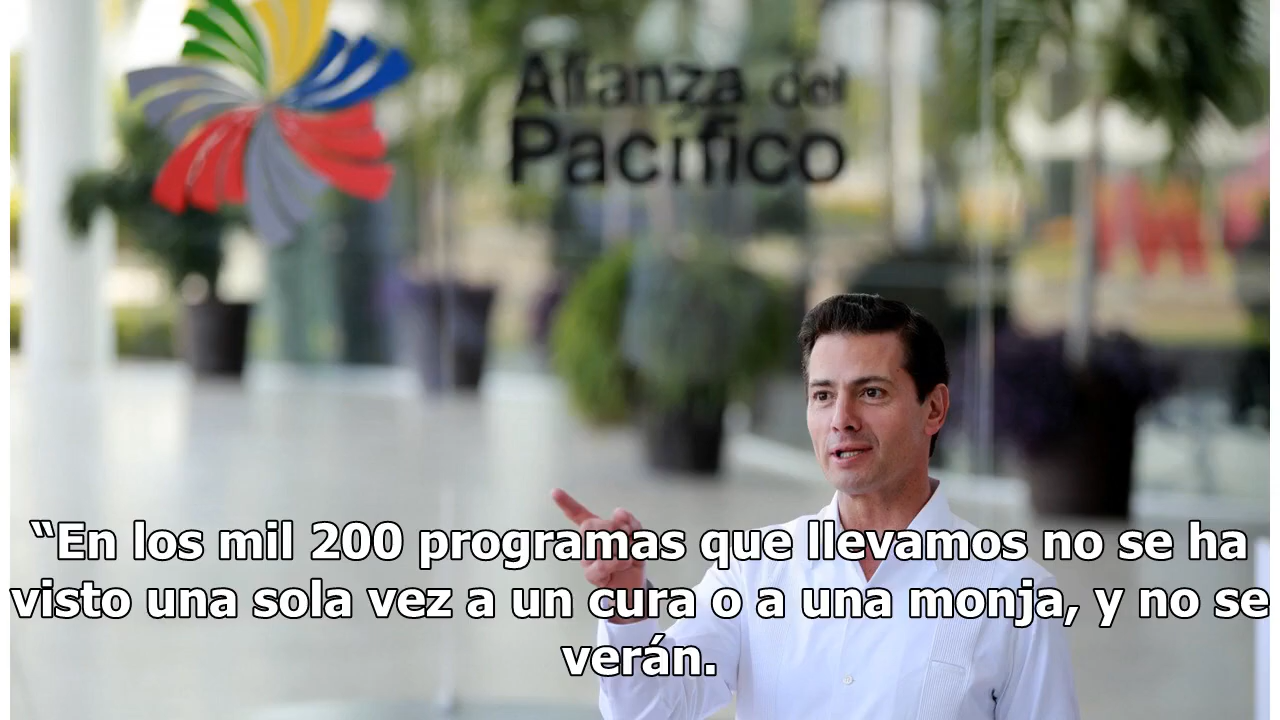 Alianza del
Pacífico
“En los mil 200 programas que llevamos no se ha
visto una sola vez a un cura o a una monja, y no se
verán.